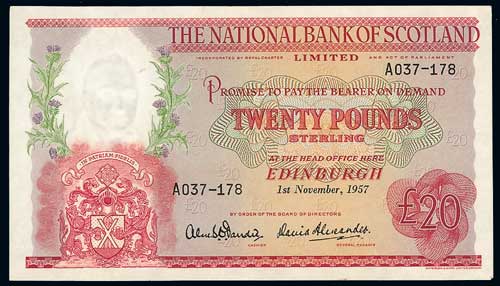 THE NATIONAL BANK OF SCOTLAND
INCORPORATED BY ROYAL CHARTER LIMITED AND ACT OF PARLIAMENT
A037-178
PROMISE TO PAY THE BEARER ON DEMAND
TWENTY POUNDS
STERLING
AT THE HEAD OFFICE HERE
EDINBURGH
A037-178
1st November, 1957
BY ORDER OF THE BOARD OF DIRECTORS
David Alexander
CASHIER GENERAL MANAGER
£20